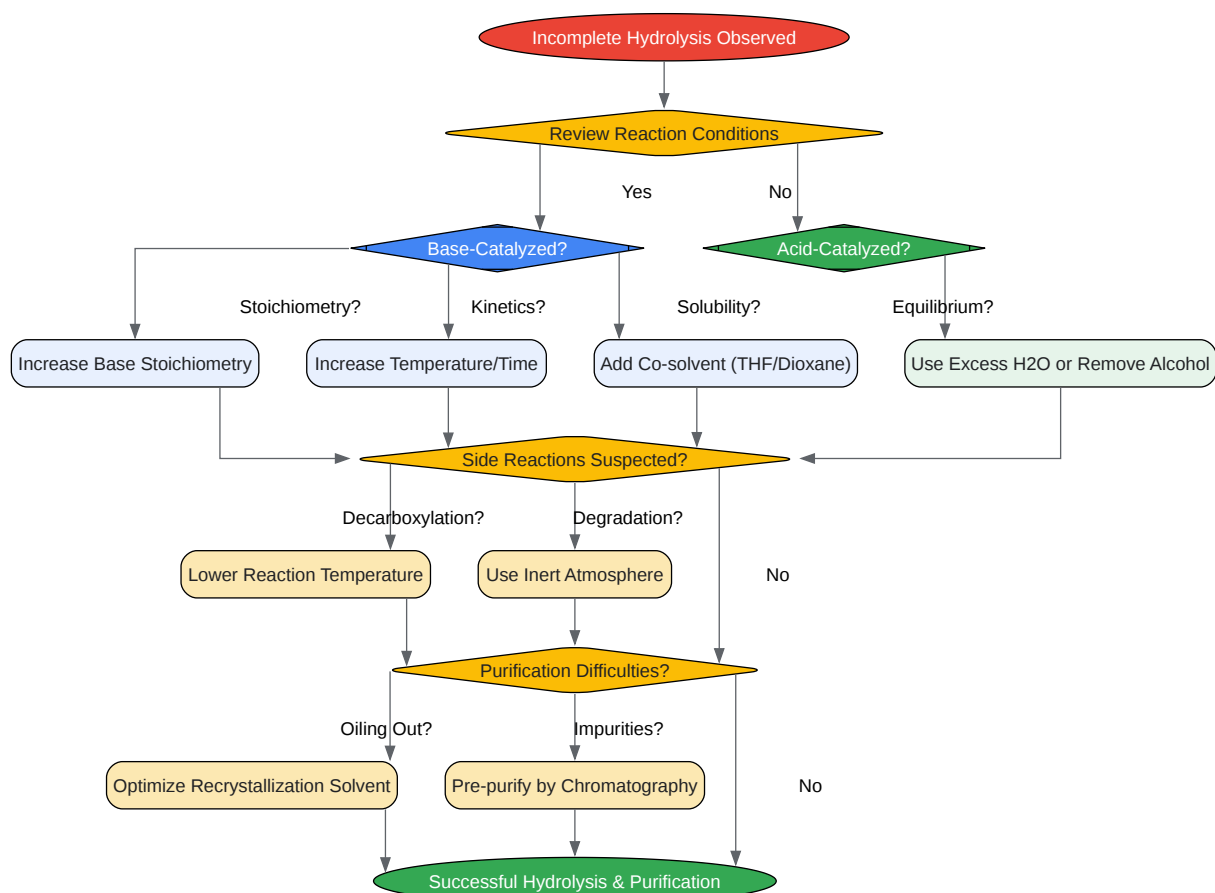 Incomplete Hydrolysis Observed
Review Reaction Conditions
Yes
No
Base-Catalyzed?
Acid-Catalyzed?
Stoichiometry?
Kinetics?
Solubility?
Equilibrium?
Increase Base Stoichiometry
Increase Temperature/Time
Add Co-solvent (THF/Dioxane)
Use Excess H2O or Remove Alcohol
Side Reactions Suspected?
Decarboxylation?
Degradation?
Lower Reaction Temperature
Use Inert Atmosphere
No
Purification Difficulties?
Oiling Out?
Impurities?
Optimize Recrystallization Solvent
Pre-purify by Chromatography
No
Successful Hydrolysis & Purification